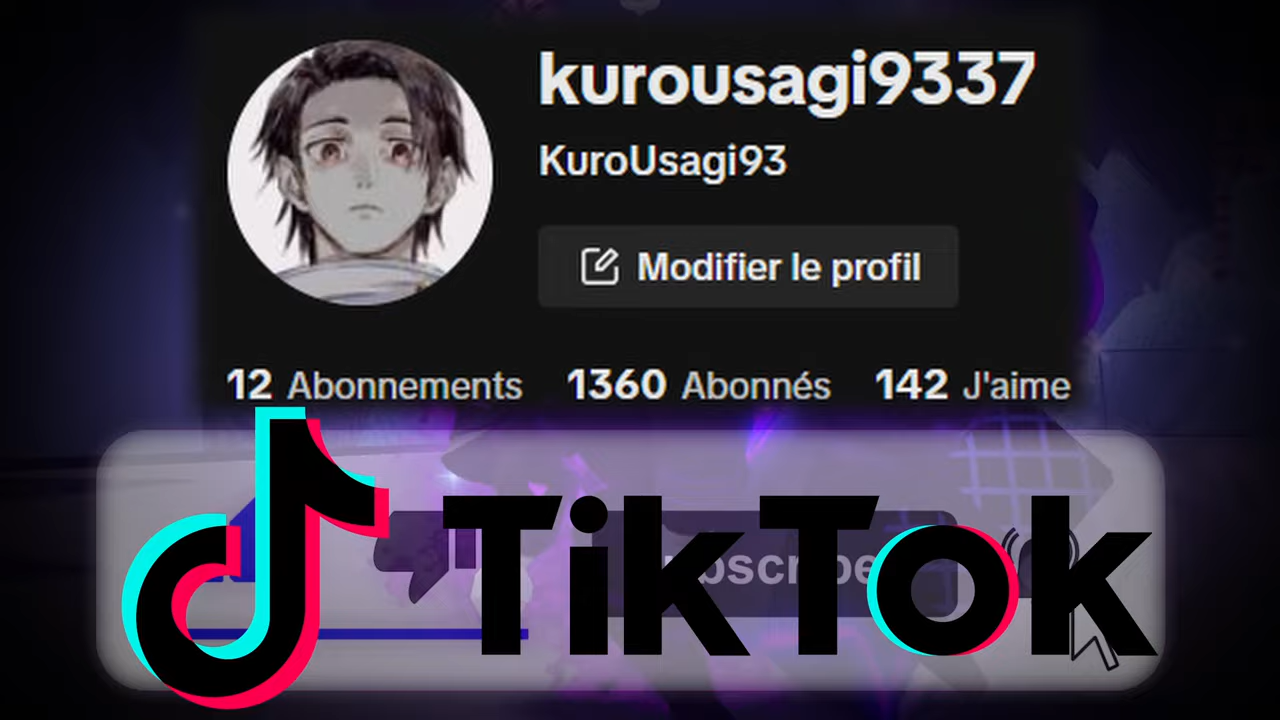 kurousagi9337
KuroUsagi93
Modifier le profil
12 Abonnements 1360 Abonnés 142 J'aime
TikTok